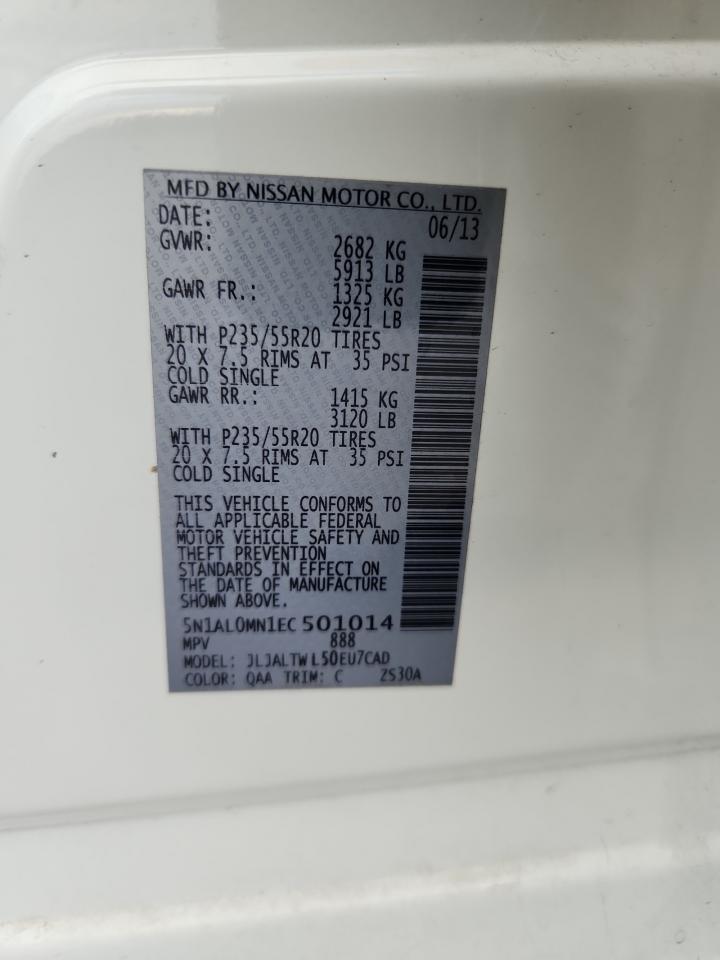 MFD BY NISSAN MOTOR CO., LTD.
DATE: 06/13
GVWR: 2682 KG
5913 LB
GAWR FR.: 1325 KG
2921 LB
WITH P235/55R20 TIRES
20 X 7.5 RIMS AT 35 PSI
COLD SINGLE
GAWR RR.: 1415 KG
3120 LB
WITH P235/55R20 TIRES
20 X 7.5 RIMS AT 35 PSI
COLD SINGLE
THIS VEHICLE CONFORMS TO
ALL APPLICABLE FEDERAL
MOTOR VEHICLE SAFETY AND
THEFT PREVENTION
STANDARDS IN EFFECT ON
THE DATE OF MANUFACTURE
SHOWN ABOVE.
5N1AL0MN1EC 501014
MPV 888
MODEL: JLJALTWL50EU7CAD
COLOR: QAA TRIM: C ZS30A